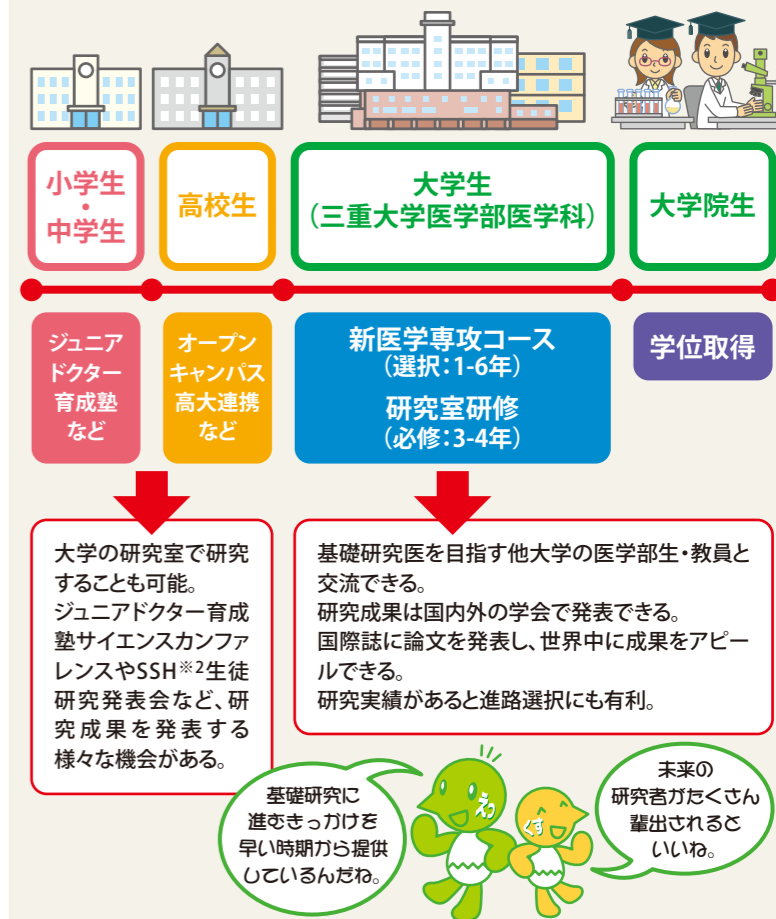 小学生
・
中学生
高校生
大学生
（三重大学医学部医学科）
大学院生
ジュニア
ドクター
育成塾
など
オープン
キャンパス
高大連携
など
新医学専攻コース
（選択：1-6年）
研究室研修
（必修：3-4年）
学位取得
大学の研究室で研究
することも可能。
ジュニアドクター育成
塾サイエンスカンファ
レンスやSSH※2生徒
研究発表会など、研
究成果を発表する
様々な機会がある。
基礎研究医を目指す他大学の医学部生・教員と
交流できる。
研究成果は国内外の学会で発表できる。
国際誌に論文を発表し、世界中に成果をアピー
ルできる。
研究実績があると進路選択にも有利。
基礎研究に
進むきっかけを
早い時期から提供
しているんだね。
えっ
くす
未来の
研究者がたくさん
輩出されると
いいね。